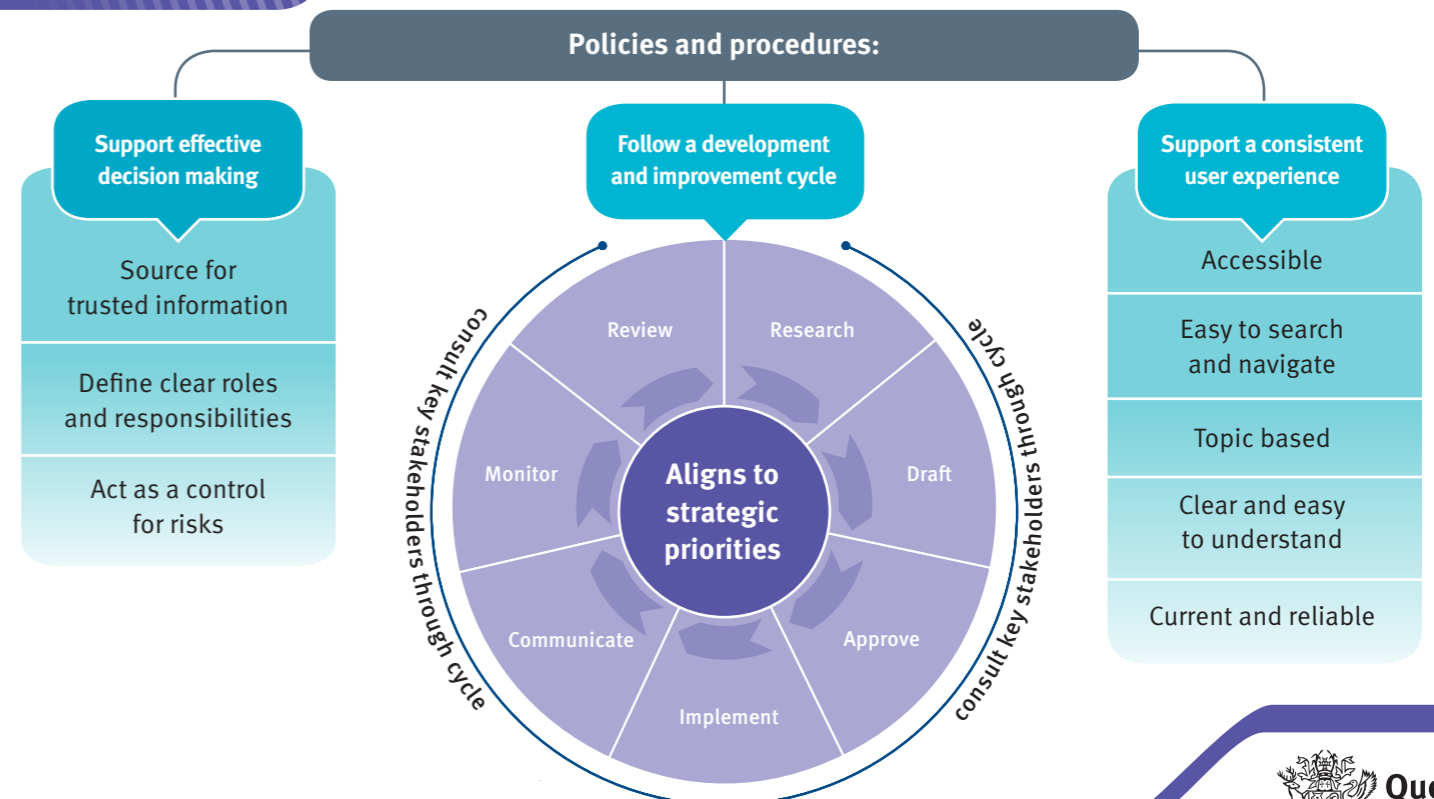 Policies and procedures:
Support effective
decision making
Source for
trusted information
Define clear roles
and responsibilities
Act as a control
for risks
Follow a development
and improvement cycle
Research
Draft
Approve
Implement
Communicate
Monitor
Review
Aligns to
strategic
priorities
consult key stakeholders through cycle
consult key stakeholders through cycle
Support a consistent
user experience
Accessible
Easy to search
and navigate
Topic based
Clear and easy
to understand
Current and reliable